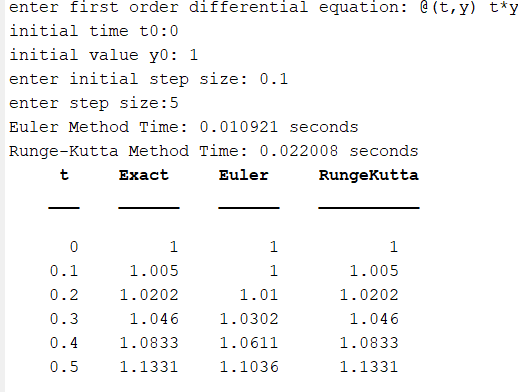 enter first order differential equation: @(t,y) t*y
initial time t0:0
initial value y0: 1
enter initial step size: 0.1
enter step size:5
Euler Method Time: 0.010921 seconds
Runge-Kutta Method Time: 0.022008 seconds
t Exact Euler RungeKutta
0 1 1 1
0.1 1.005 1 1.005
0.2 1.0202 1.01 1.0202
0.3 1.046 1.0302 1.046
0.4 1.0833 1.0611 1.0833
0.5 1.1331 1.1036 1.1331